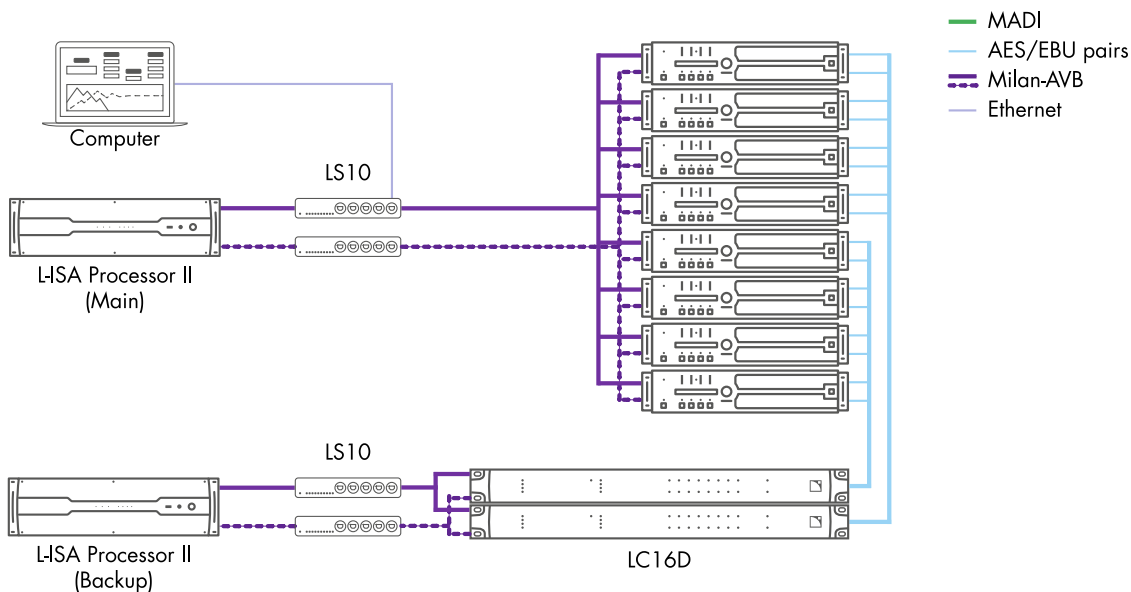 MADI
AES/EBU pairs
Milan-AVB
Ethernet
Computer
LS10
L-ISA Processor II
(Main)
LS10
L-ISA Processor II
(Backup)
LC16D